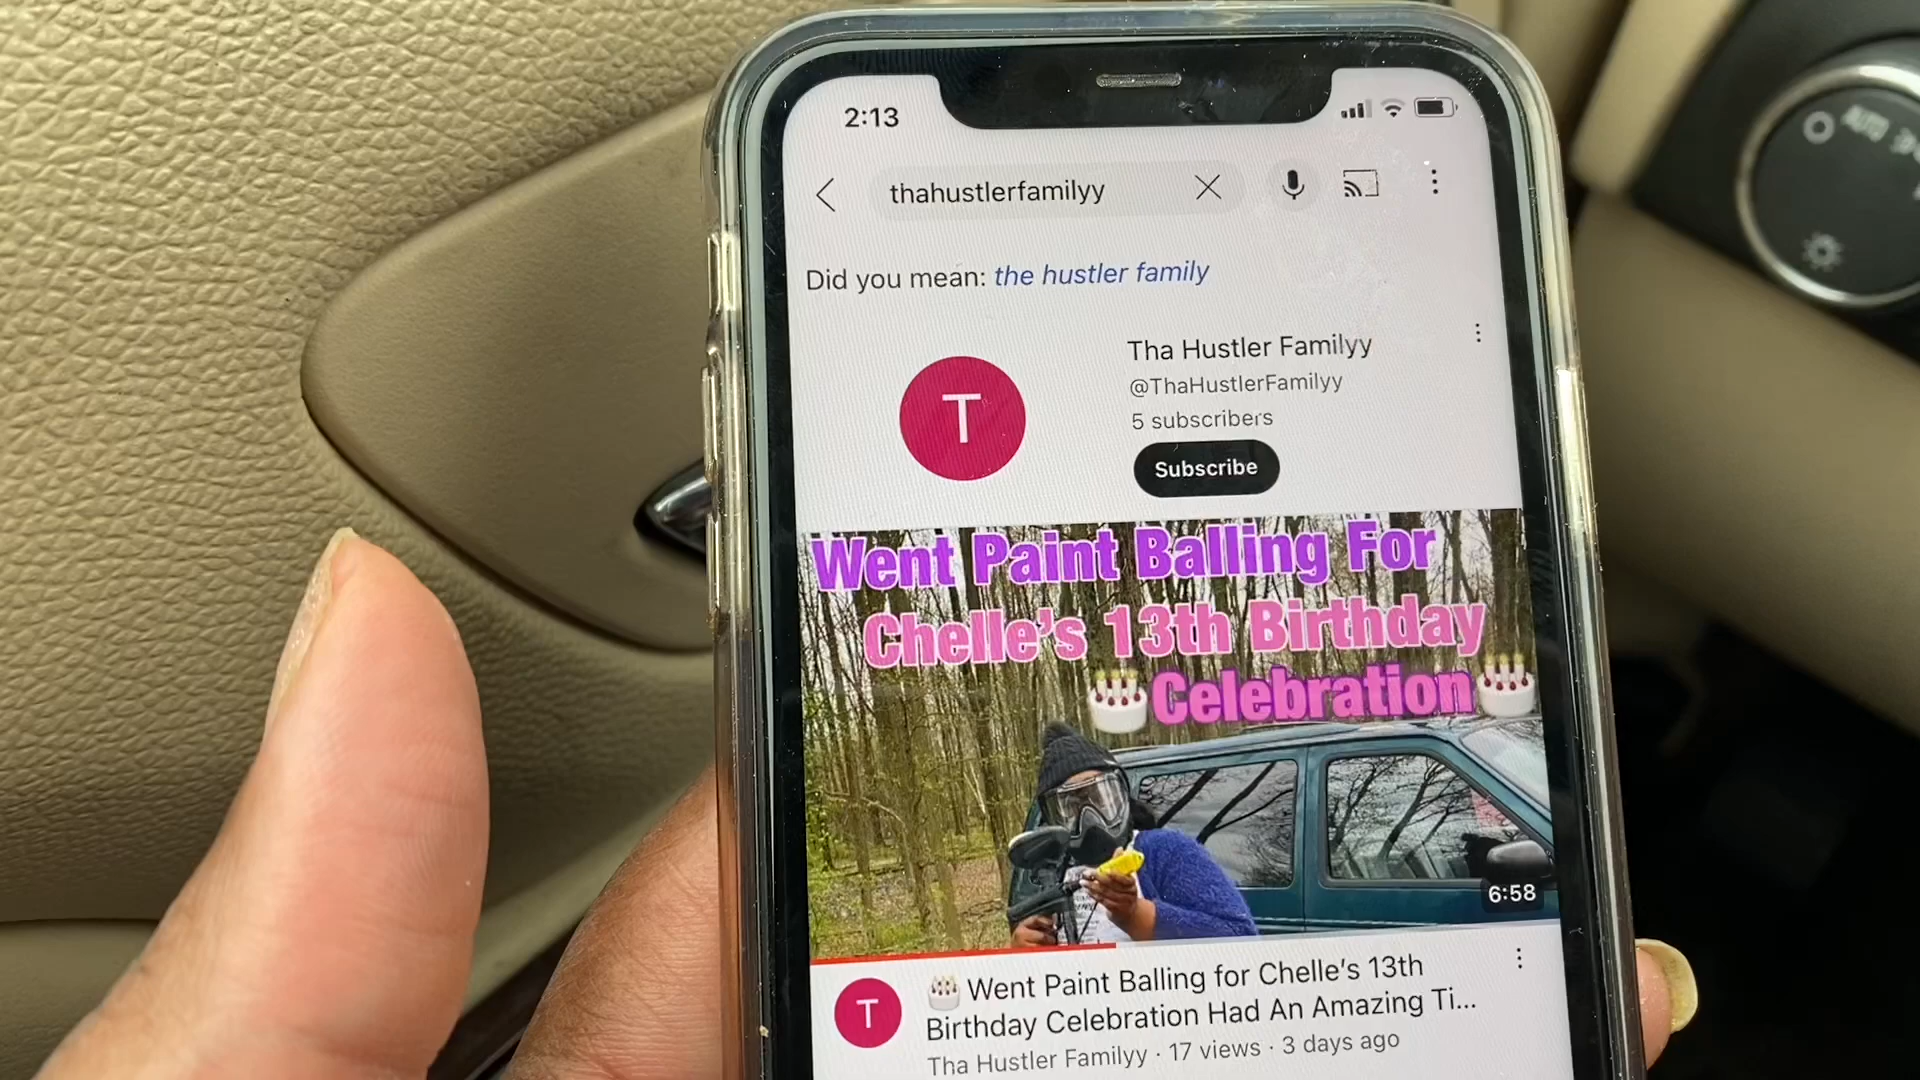 2:13
thahustlerfamilyy
Did you mean: the hustler family
T
Tha Hustler Familyy
@ThaHustlerFamilyy
5 subscribers
Subscribe
Went Paint Balling For
Chelle's 13th Birthday
🎂Celebration🎂
6:58
T
🎂 Went Paint Balling for Chelle's 13th
Birthday Celebration Had An Amazing Ti...
Tha Hustler Familyy · 17 views · 3 days ago
AUTO